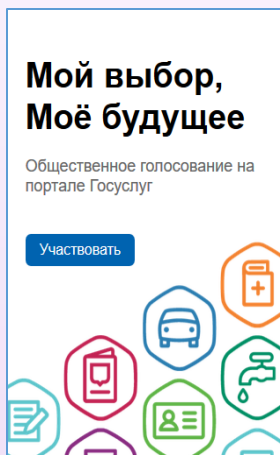 Мой выбор,
Моё будущее
Общественное голосование на
портале Госуслуг
Участвовать